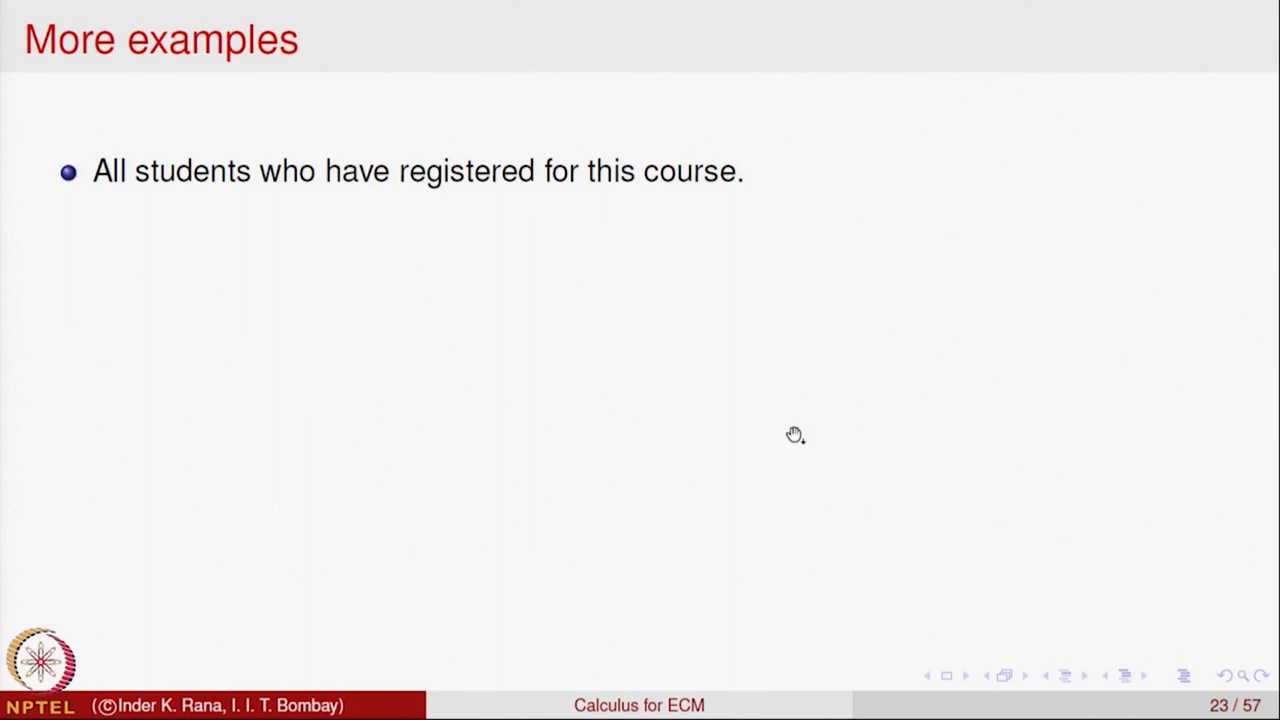 More examples
All students who have registered for this course.
NPTEL
(©Inder K. Rana, I. I. T. Bombay)
Calculus for ECM
23 / 57